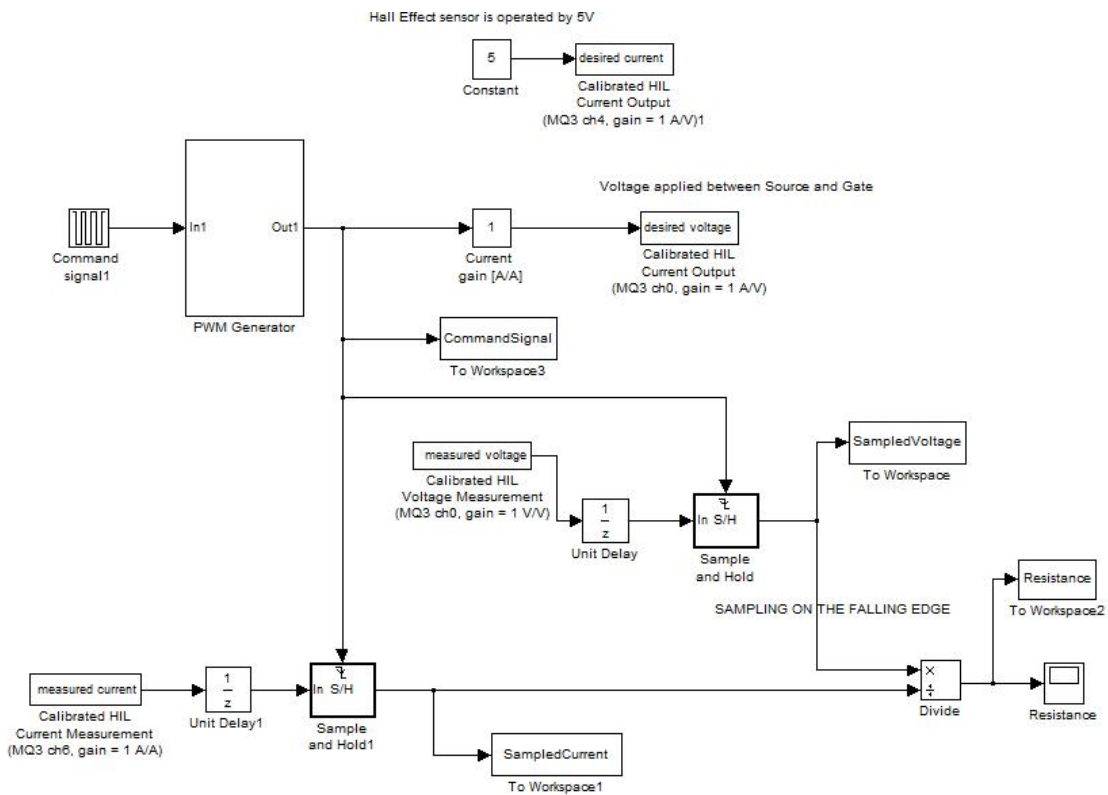 Hall Effect sensor is operated by 5V
5
desired current
Constant
Calibrated HIL
Current Output
(MQ3 ch4, gain = 1 A/V)1
Voltage applied between Source and Gate
In1
Out1
1
desired voltage
Command
signal1
Current
gain [A/A]
Calibrated HIL
Current Output
(MQ3 ch0, gain = 1 A/V)
PWM Generator
CommandSignal
To Workspace3
SampledVoltage
To Workspace
measured voltage
Calibrated HIL
Voltage Measurement
(MQ3 ch0, gain = 1 V/V)
1
z
Unit Delay
In S/H
Sample
and Hold
SAMPLING ON THE FALLING EDGE
Resistance
To Workspace2
measured current
Calibrated HIL
Current Measurement
(MQ3 ch6, gain = 1 A/A)
1
z
Unit Delay1
In S/H
Sample
and Hold1
×
÷
Divide
Resistance
SampledCurrent
To Workspace1